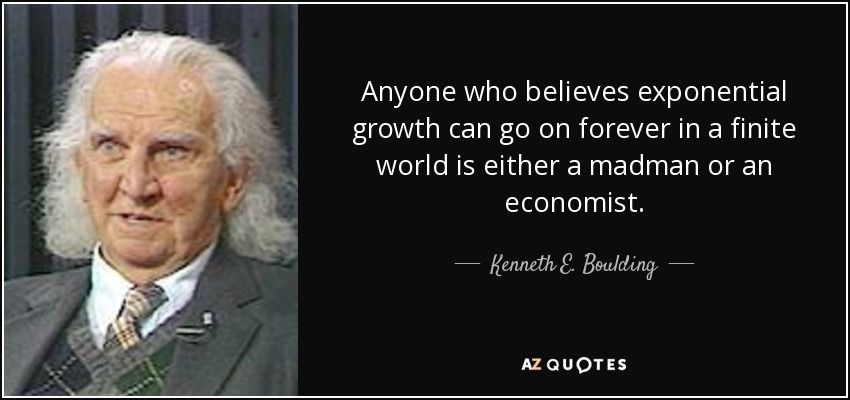 Anyone who believes exponential
growth can go on forever in a finite
world is either a madman or an
economist.
Kenneth E. Boulding
AZ QUOTES